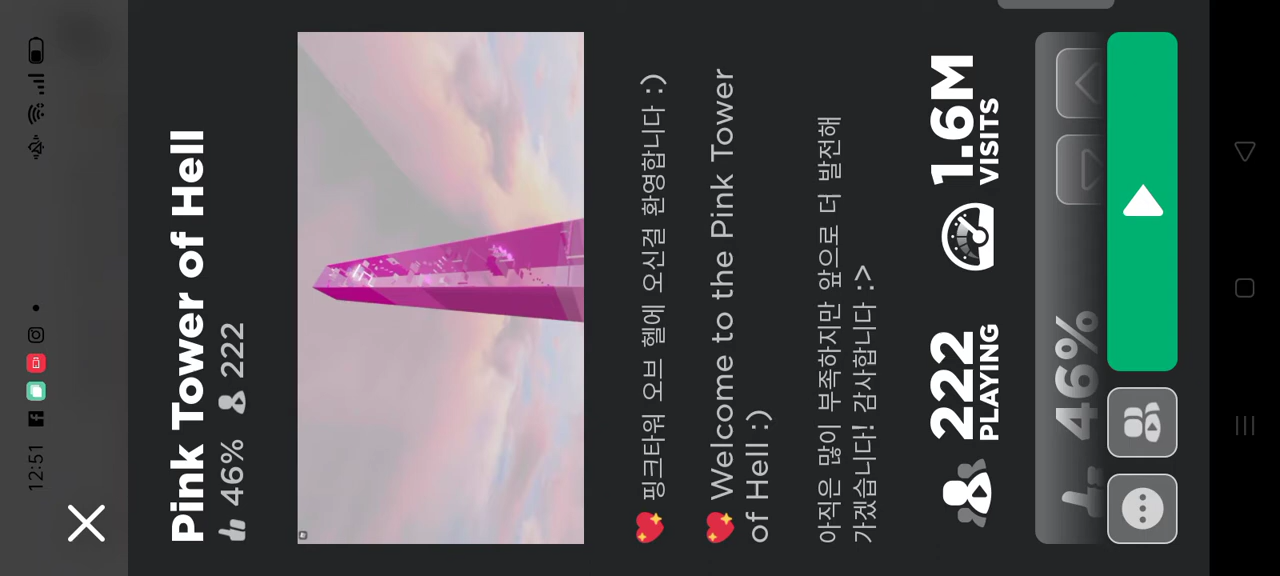 12:51
Pink Tower of Hell
46% 222
핑크타워 오브 헬에 오신걸 환영합니다 :)
Welcome to the Pink Tower
of Hell :)
아직은 많이 부족하지만 앞으로 더 발전해
가겠습니다! 감사합니다 :>
222
PLAYING
1.6M
VISITS
46%